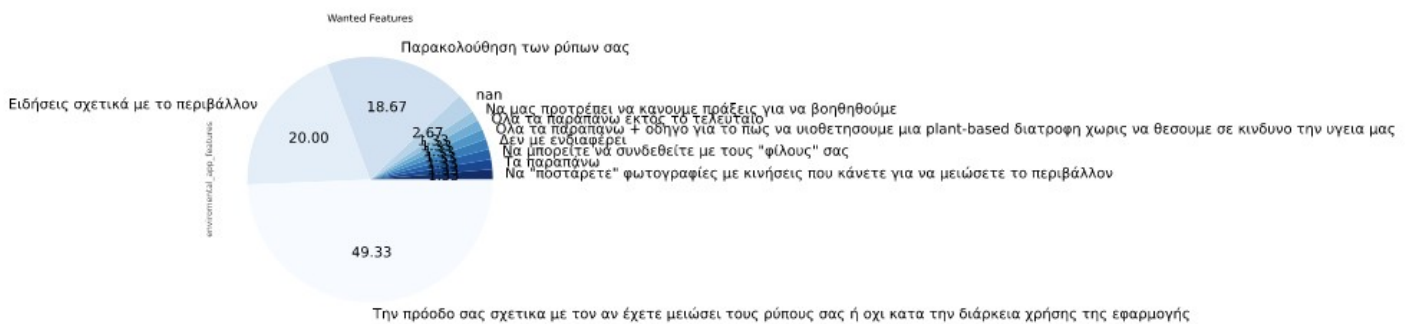 Wanted Features
Παρακολούθηση των ρύπων σας
Ειδήσεις σχετικά με το περιβάλλον
nan
Να μας προτρέπει να κανουμε πράξεις για να βοηθηθούμε
Όλα τα παραπάνω εκτός το τελευταίο
Όλα τα παραπάνω + οδηγό για το πως να υιοθετησουμε μια plant-based διατροφη χωρις να θεσουμε σε κινδυνο την υγεια μας
Δεν με ενδιαφέρει
Να μπορείτε να συνδεθείτε με τους "φίλους" σας
Τα παραπάνω
Να "ποστάρετε" φωτογραφίες με κινήσεις που κάνετε για να μειώσετε το περιβάλλον
18.67
20.00
2.67
1.33
49.33
enviromental_app_features
Την πρόοδο σας σχετικα με τον αν έχετε μειώσει τους ρύπους σας ή οχι κατα την διάρκεια χρήσης της εφαρμογής